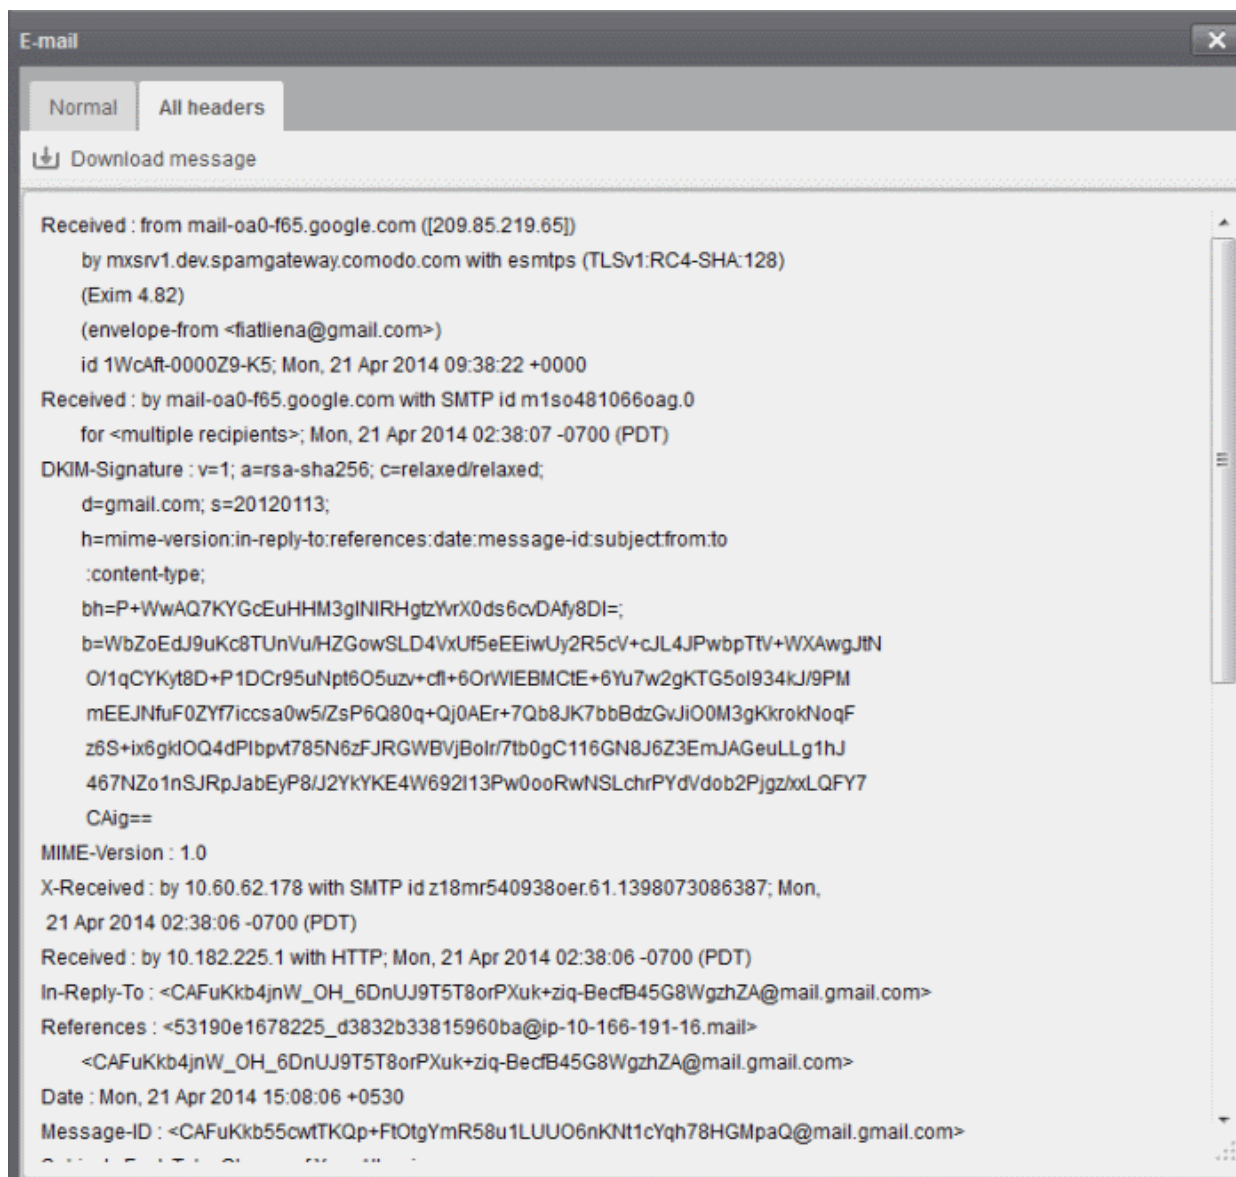 E-mail
Normal
All headers
Download message
Received : from mail-oa0-f65.google.com ([209.85.219.65])
by mxsrv1.dev.spamgateway.comodo.com with esmtps (TLSv1:RC4-SHA:128)
(Exim 4.82)
(envelope-from <fiatliena@gmail.com>)
id 1WcAft-0000Z9-K5; Mon, 21 Apr 2014 09:38:22 +0000
Received : by mail-oa0-f65.google.com with SMTP id m1so481066oag.0
for <multiple recipients>; Mon, 21 Apr 2014 02:38:07 -0700 (PDT)
DKIM-Signature : v=1; a=rsa-sha256; c=relaxed/relaxed;
d=gmail.com; s=20120113;
h=mime-version:in-reply-to:references:date:message-id:subject:from:to
:content-type;
bh=P+WwAQ7KYGcEuHHM3glNIRHgtzYvrX0ds6cvDAfy8DI=;
b=WbZoEdJ9uKc8TUnVu/HZGowSLD4VxUf5eEEiwUy2R5cV+cJL4JPwbpTtV+WXAwgJtN
O/1qCYKyt8D+P1DCr95uNpt6O5uzv+cfl+6OrWIEBMCtE+6Yu7w2gKTG5ol934kJ/9PM
mEEJNfuF0ZYf7iccsa0w5/ZsP6Q80q+Qj0AEr+7Qb8JK7bbBdzGvJiO0M3gKkrokNoqF
z6S+ix6gklOQ4dPlbpvt785N6zFJRGWBVjBolr/7tb0gC116GN8J6Z3EmJAGeuLLg1hJ
467NZo1nSJRpJabEyP8/J2YkYKE4W692I13Pw0ooRwNSLchrPYdVdob2Pjgz/xxLQFY7
CAig==
MIME-Version : 1.0
X-Received : by 10.60.62.178 with SMTP id z18mr540938oer.61.1398073086387; Mon,
21 Apr 2014 02:38:06 -0700 (PDT)
Received : by 10.182.225.1 with HTTP; Mon, 21 Apr 2014 02:38:06 -0700 (PDT)
In-Reply-To : <CAFuKkb4jnW_OH_6DnUJ9T5T8orPXuk+ziq-BecfB45G8WgzhZA@mail.gmail.com>
References : <53190e1678225_d3832b33815960ba@ip-10-166-191-16.mail>
<CAFuKkb4jnW_OH_6DnUJ9T5T8orPXuk+ziq-BecfB45G8WgzhZA@mail.gmail.com>
Date : Mon, 21 Apr 2014 15:08:06 +0530
Message-ID : <CAFuKkb55cwtTKQp+FtOtgYmR58u1LUUO6nKNt1cYqh78HGMpaQ@mail.gmail.com>